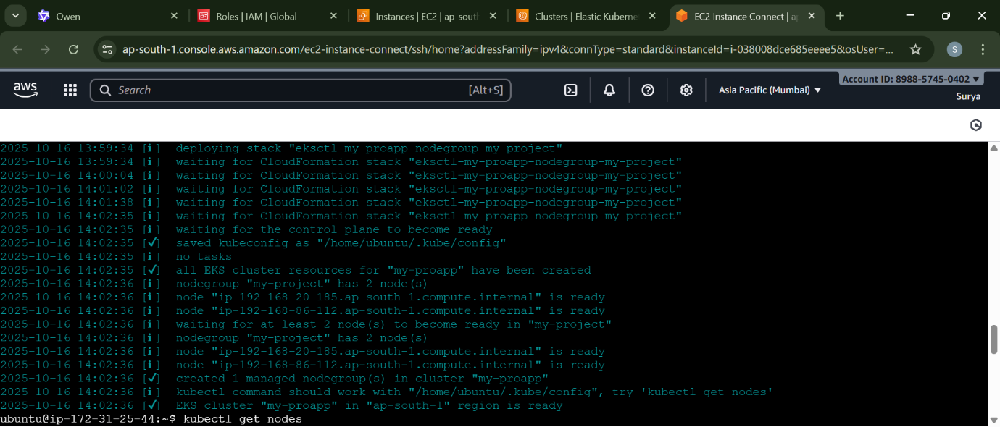 Qwen
Roles | IAM | Global
Instances | EC2 | ap-sout
Clusters | Elastic Kuberne
EC2 Instance Connect | a
ap-south-1.console.aws.amazon.com/ec2-instance-connect/ssh/home?addressFamily=ipv4&connType=standard&instanceId=i-038008dce685eeee5&osUser=...
S
aws
Search
[Alt+S]
Asia Pacific (Mumbai)
Account ID: 8988-5745-0402
Surya
2025-10-16 13:59:34 [ℹ] deploying stack "eksctl-my-proapp-nodegroup-my-project"
2025-10-16 13:59:34 [ℹ] waiting for CloudFormation stack "eksctl-my-proapp-nodegroup-my-project"
2025-10-16 14:00:04 [ℹ] waiting for CloudFormation stack "eksctl-my-proapp-nodegroup-my-project"
2025-10-16 14:01:02 [ℹ] waiting for CloudFormation stack "eksctl-my-proapp-nodegroup-my-project"
2025-10-16 14:01:38 [ℹ] waiting for CloudFormation stack "eksctl-my-proapp-nodegroup-my-project"
2025-10-16 14:02:35 [ℹ] waiting for CloudFormation stack "eksctl-my-proapp-nodegroup-my-project"
2025-10-16 14:02:35 [ℹ] waiting for the control plane to become ready
2025-10-16 14:02:35 [✔] saved kubeconfig as "/home/ubuntu/.kube/config"
2025-10-16 14:02:35 [ℹ] no tasks
2025-10-16 14:02:35 [✔] all EKS cluster resources for "my-proapp" have been created
2025-10-16 14:02:36 [ℹ] nodegroup "my-project" has 2 node(s)
2025-10-16 14:02:36 [ℹ] node "ip-192-168-20-185.ap-south-1.compute.internal" is ready
2025-10-16 14:02:36 [ℹ] node "ip-192-168-86-112.ap-south-1.compute.internal" is ready
2025-10-16 14:02:36 [ℹ] waiting for at least 2 node(s) to become ready in "my-project"
2025-10-16 14:02:36 [ℹ] nodegroup "my-project" has 2 node(s)
2025-10-16 14:02:36 [ℹ] node "ip-192-168-20-185.ap-south-1.compute.internal" is ready
2025-10-16 14:02:36 [ℹ] node "ip-192-168-86-112.ap-south-1.compute.internal" is ready
2025-10-16 14:02:36 [✔] created 1 managed nodegroup(s) in cluster "my-proapp"
2025-10-16 14:02:36 [ℹ] kubectl command should work with "/home/ubuntu/.kube/config", try 'kubectl get nodes'
2025-10-16 14:02:36 [✔] EKS cluster "my-proapp" in "ap-south-1" region is ready
ubuntu@ip-172-31-25-44:~$ kubectl get nodes